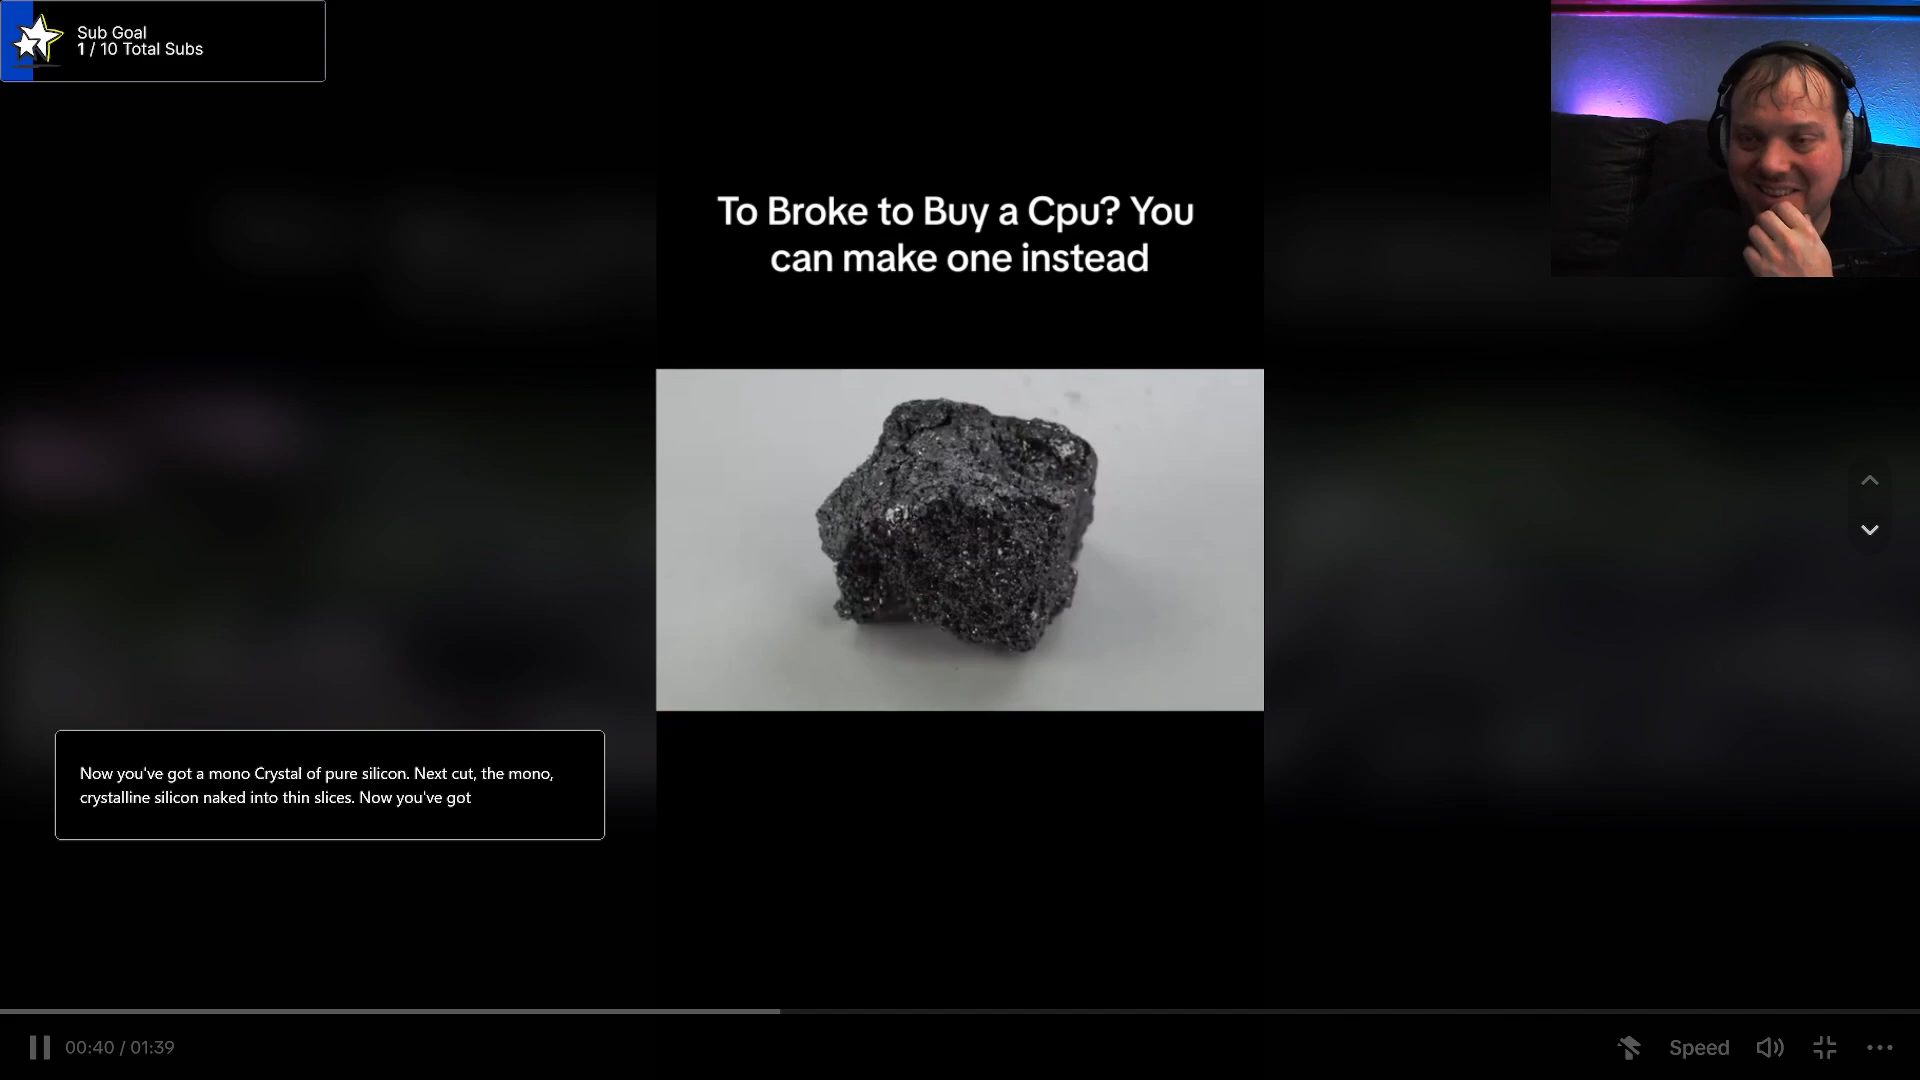 Sub Goal
1 / 10 Total Subs
To Broke to Buy a Cpu? You
can make one instead
Now you've got a mono Crystal of pure silicon. Next cut, the mono,
crystalline silicon naked into thin slices. Now you've got
00:40 / 01:39
Speed